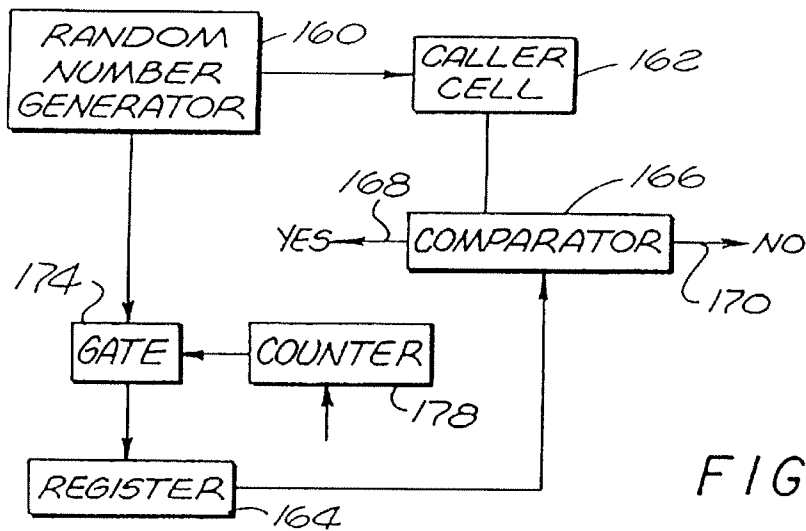 RANDOM
NUMBER
GENERATOR
160
CALLER
CELL
162
168
166
YES
COMPARATOR
NO
170
174
GATE
COUNTER
178
REGISTER
164
FIG